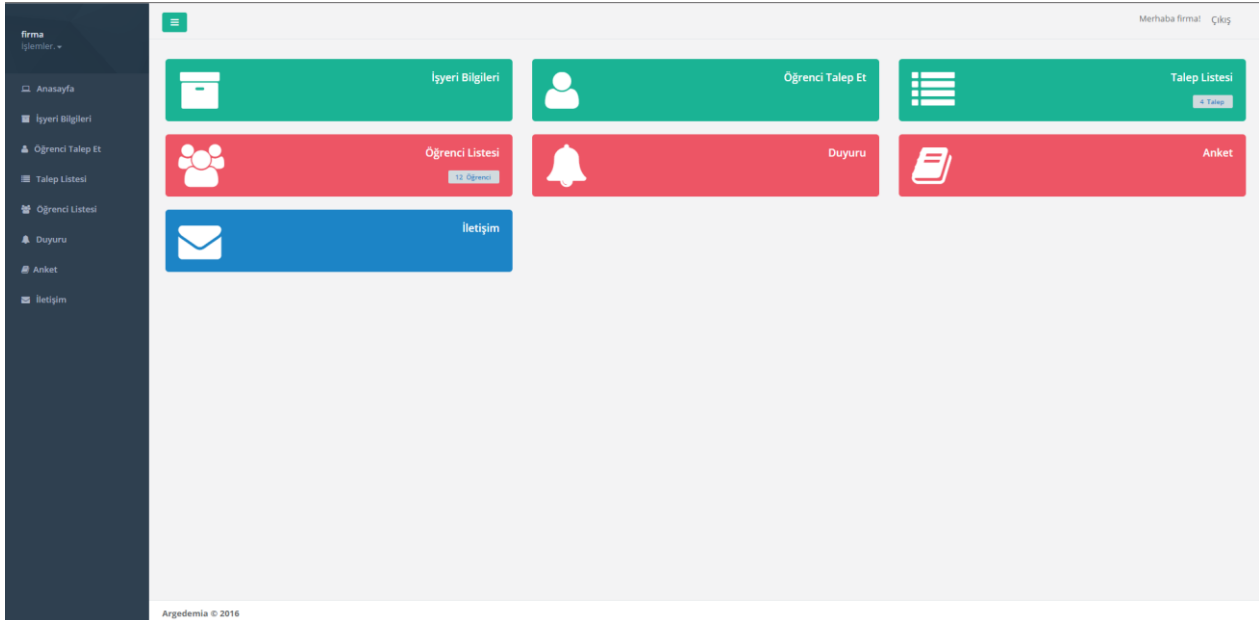 firma
İşlemler.
Anasayfa
İşyeri Bilgileri
Öğrenci Talep Et
Talep Listesi
Öğrenci Listesi
Duyuru
Anket
İletişim
Merhaba firma! Çıkış
İşyeri Bilgileri
Öğrenci Talep Et
Talep Listesi
4 Talep
Öğrenci Listesi
12 Öğrenci
Duyuru
Anket
İletişim
Argedemia © 2016